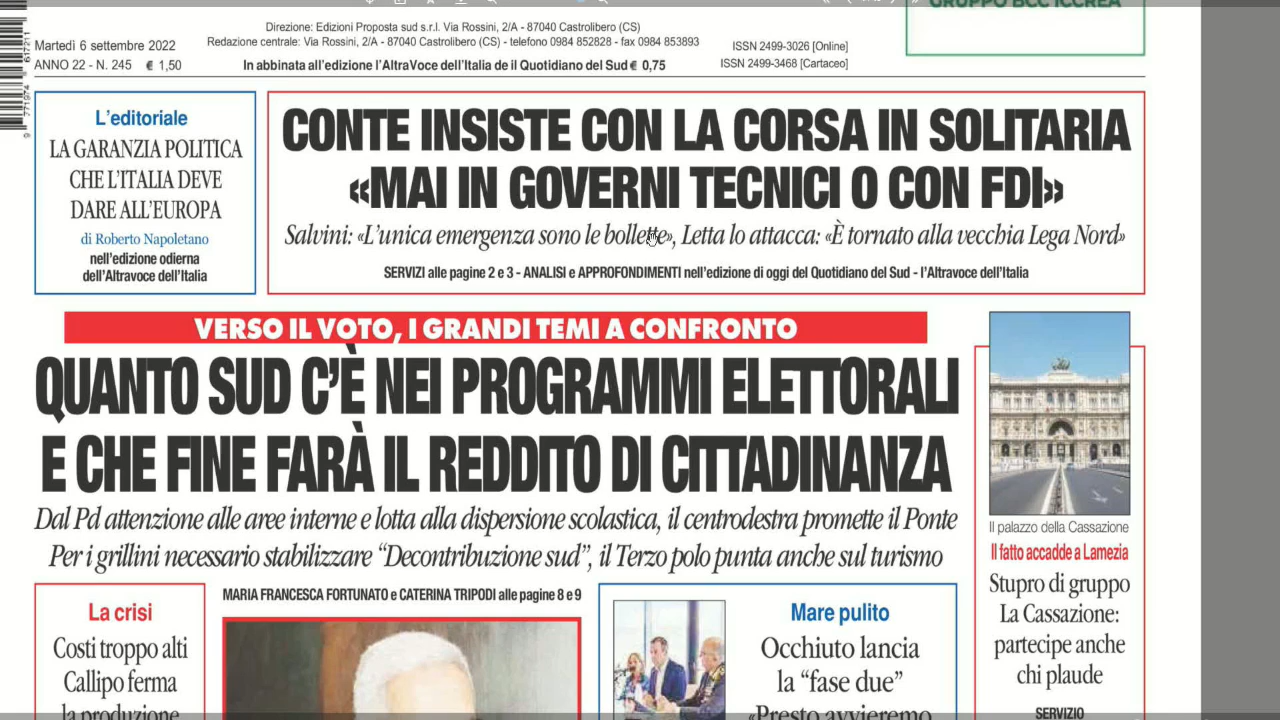 GRUPPO BCC ICCREA
Direzione: Edizioni Proposta sud s.r.l. Via Rossini, 2/A - 87040 Castrolibero (CS)
Martedì 6 settembre 2022
Redazione centrale: Via Rossini, 2/A - 87040 Castrolibero (CS) - telefono 0984 852828 - fax 0984 853893
ISSN 2499-3026 [Online]
ANNO 22 - N. 245 € 1,50
In abbinata all'edizione l'AltraVoce dell'Italia de il Quotidiano del Sud € 0,75
ISSN 2499-3468 [Cartaceo]
L'editoriale
LA GARANZIA POLITICA
CHE L'ITALIA DEVE
DARE ALL'EUROPA
di Roberto Napoletano
nell'edizione odierna
dell'Altravoce dell'Italia
CONTE INSISTE CON LA CORSA IN SOLITARIA
«MAI IN GOVERNI TECNICI O CON FDI»
Salvini: «L'unica emergenza sono le bollette», Letta lo attacca: «È tornato alla vecchia Lega Nord»
SERVIZI alle pagine 2 e 3 - ANALISI e APPROFONDIMENTI nell'edizione di oggi del Quotidiano del Sud - l'Altravoce dell'Italia
VERSO IL VOTO, I GRANDI TEMI A CONFRONTO
QUANTO SUD C'È NEI PROGRAMMI ELETTORALI
E CHE FINE FARÀ IL REDDITO DI CITTADINANZA
Dal Pd attenzione alle aree interne e lotta alla dispersione scolastica, il centrodestra promette il Ponte
Per i grillini necessario stabilizzare “Decontribuzione sud”, il Terzo polo punta anche sul turismo
MARIA FRANCESCA FORTUNATO e CATERINA TRIPODI alle pagine 8 e 9
La crisi
Costi troppo alti
Callipo ferma
la produzione
Mare pulito
Occhiuto lancia
la “fase due”
«Presto avvieremo
Il palazzo della Cassazione
Il fatto accadde a Lamezia
Stupro di gruppo
La Cassazione:
partecipe anche
chi plaude
SERVIZIO